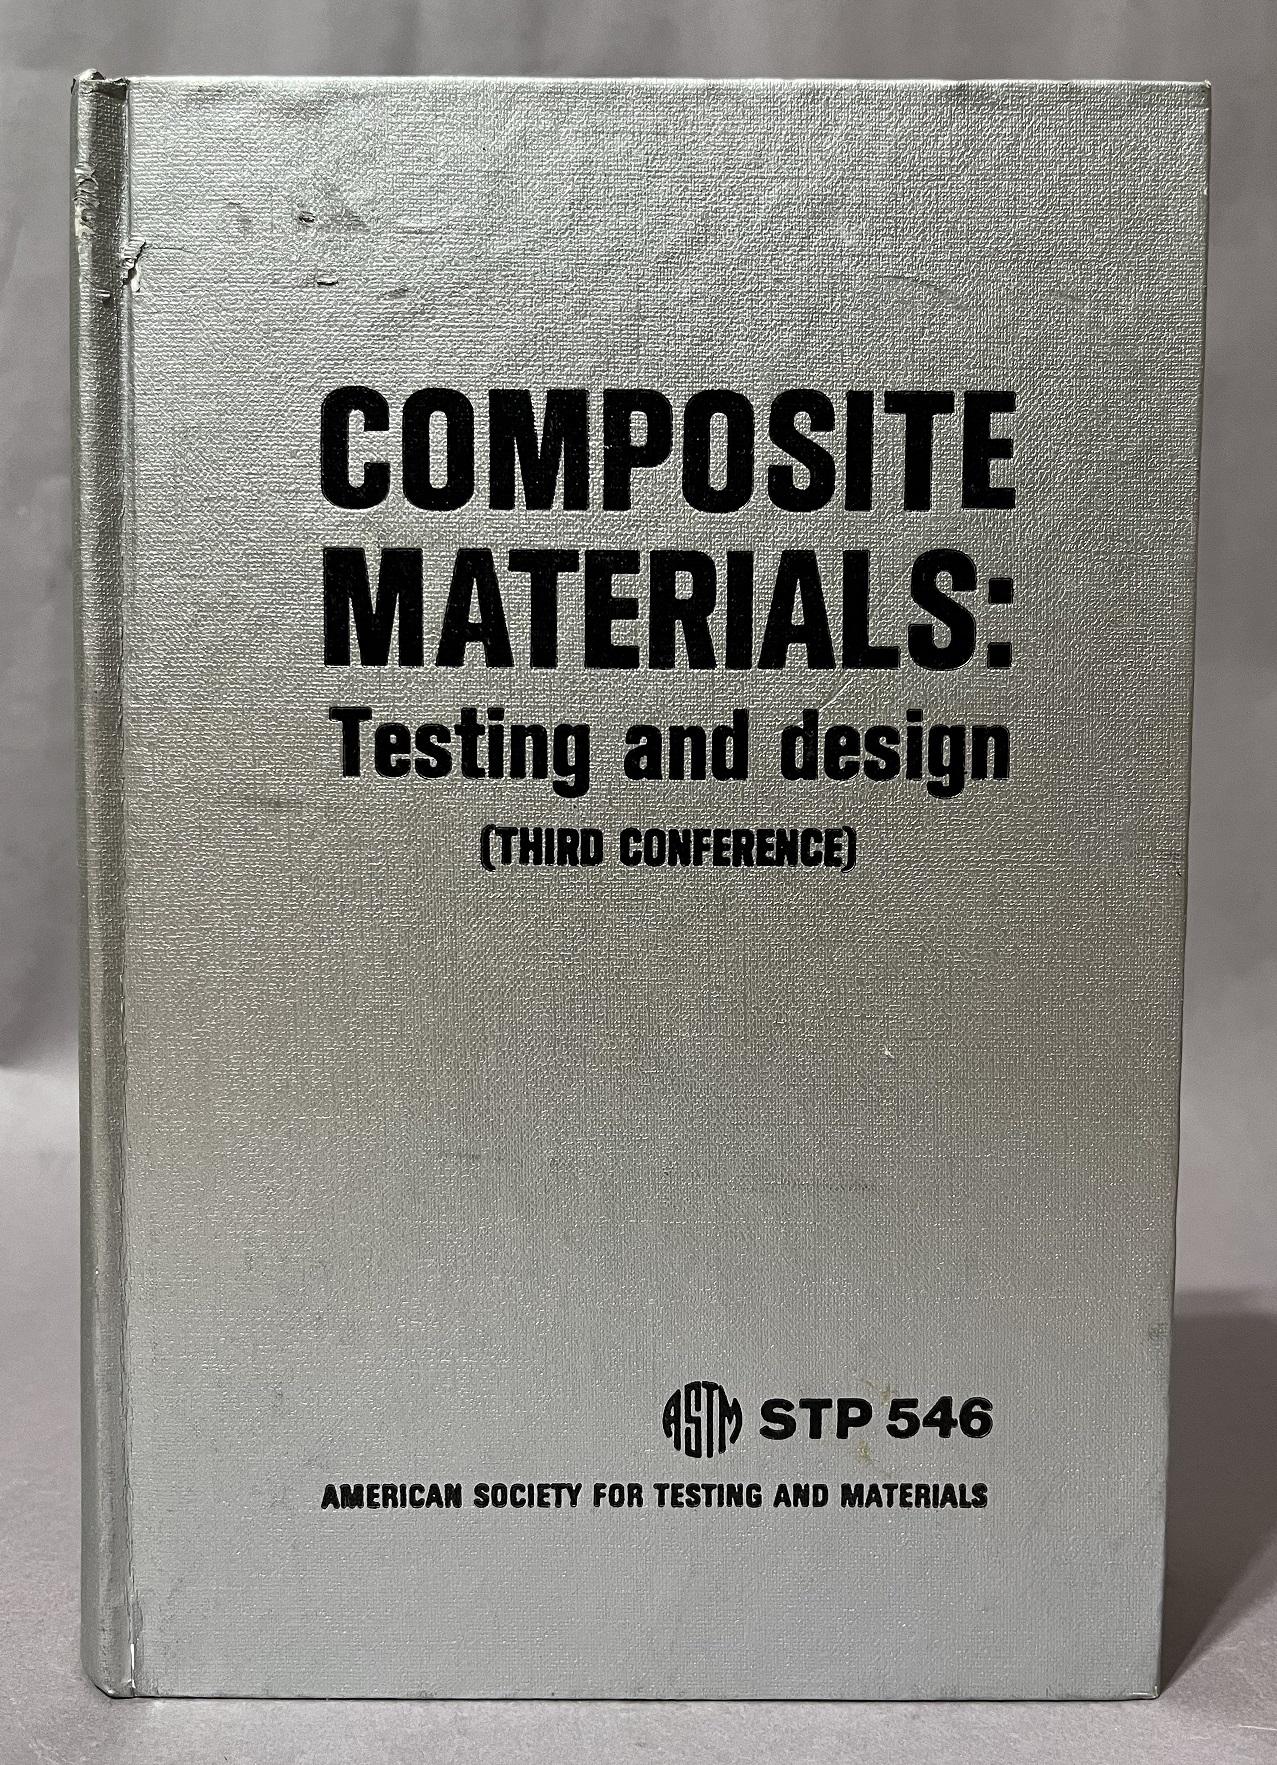 COMPOSITE
MATERIALS:
Testing and design
(THIRD CONFERENCE)
ASTM STP 546
AMERICAN SOCIETY FOR TESTING AND MATERIALS